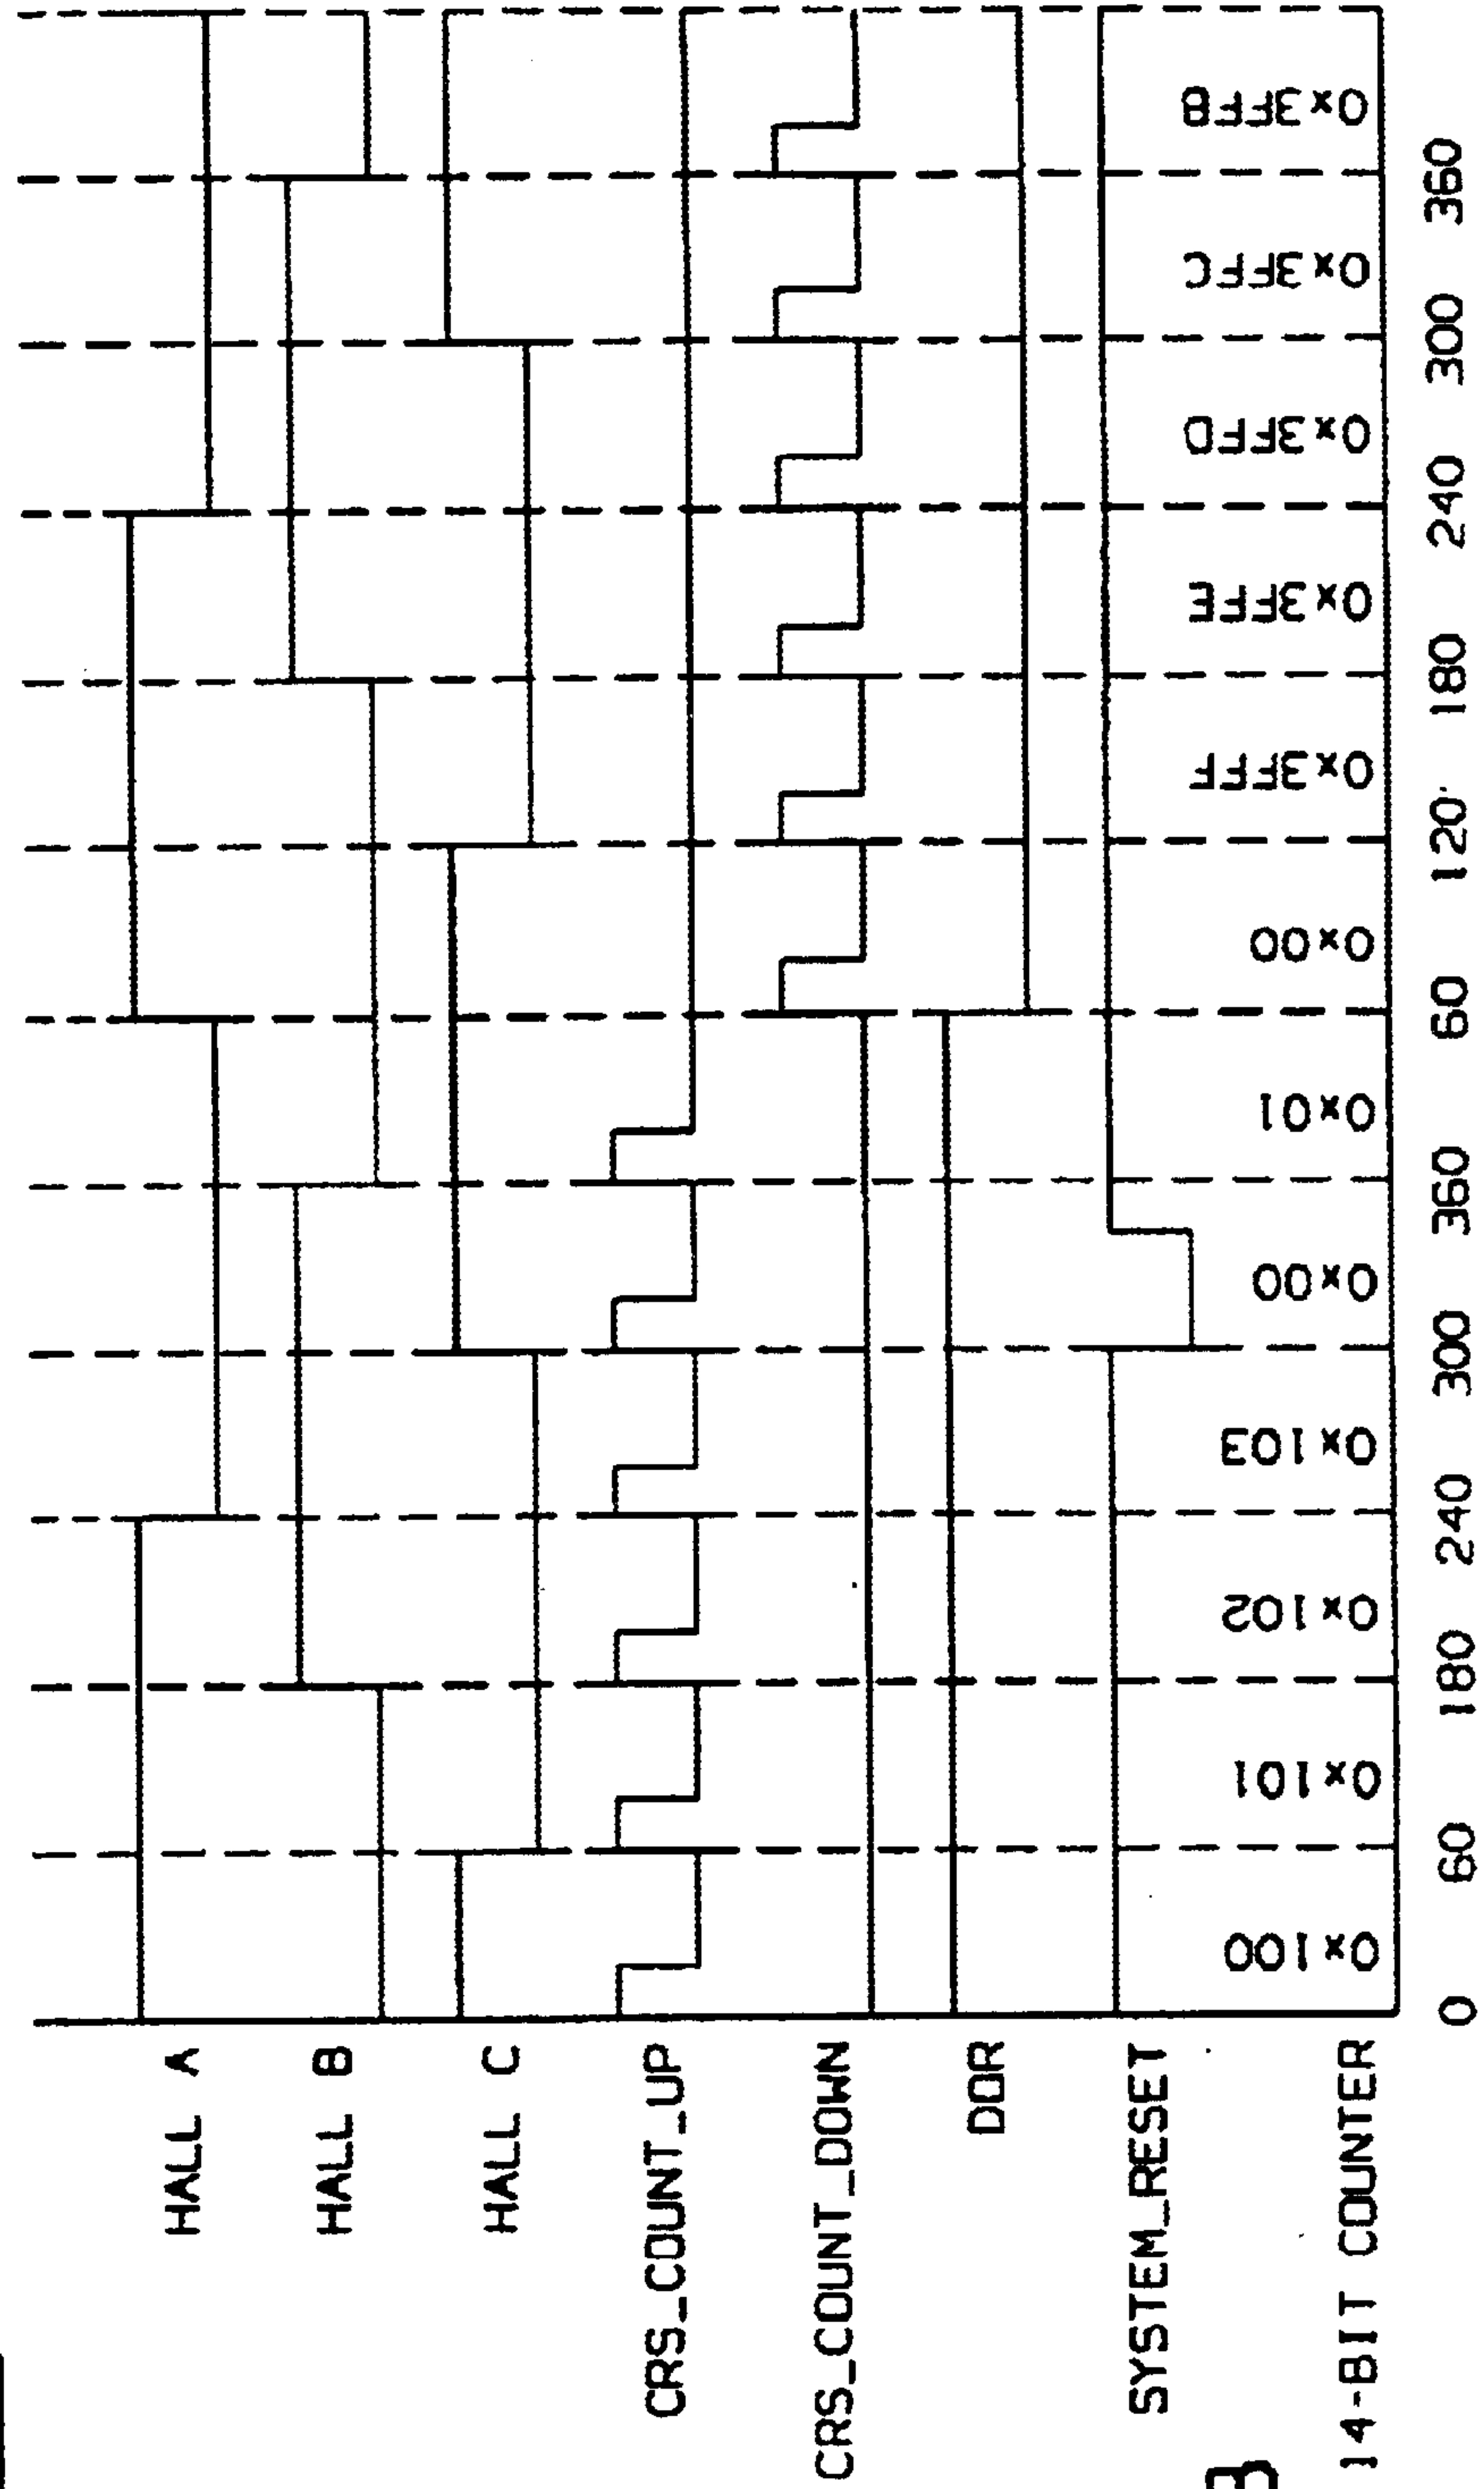 HALL A
HALL B
HALL C
CRS_COUNT_UP
CRS_COUNT_DOWN
DOR
SYSTEM_RESET
14-BIT COUNTER
0x100 0x101 0x102 0x103 0x00 0x01 0x00 0x3FFF 0x3FFE 0x3FFD 0x3FFC 0x3FFB
0 60 180 240 300 360 60 120 180 240 300 360